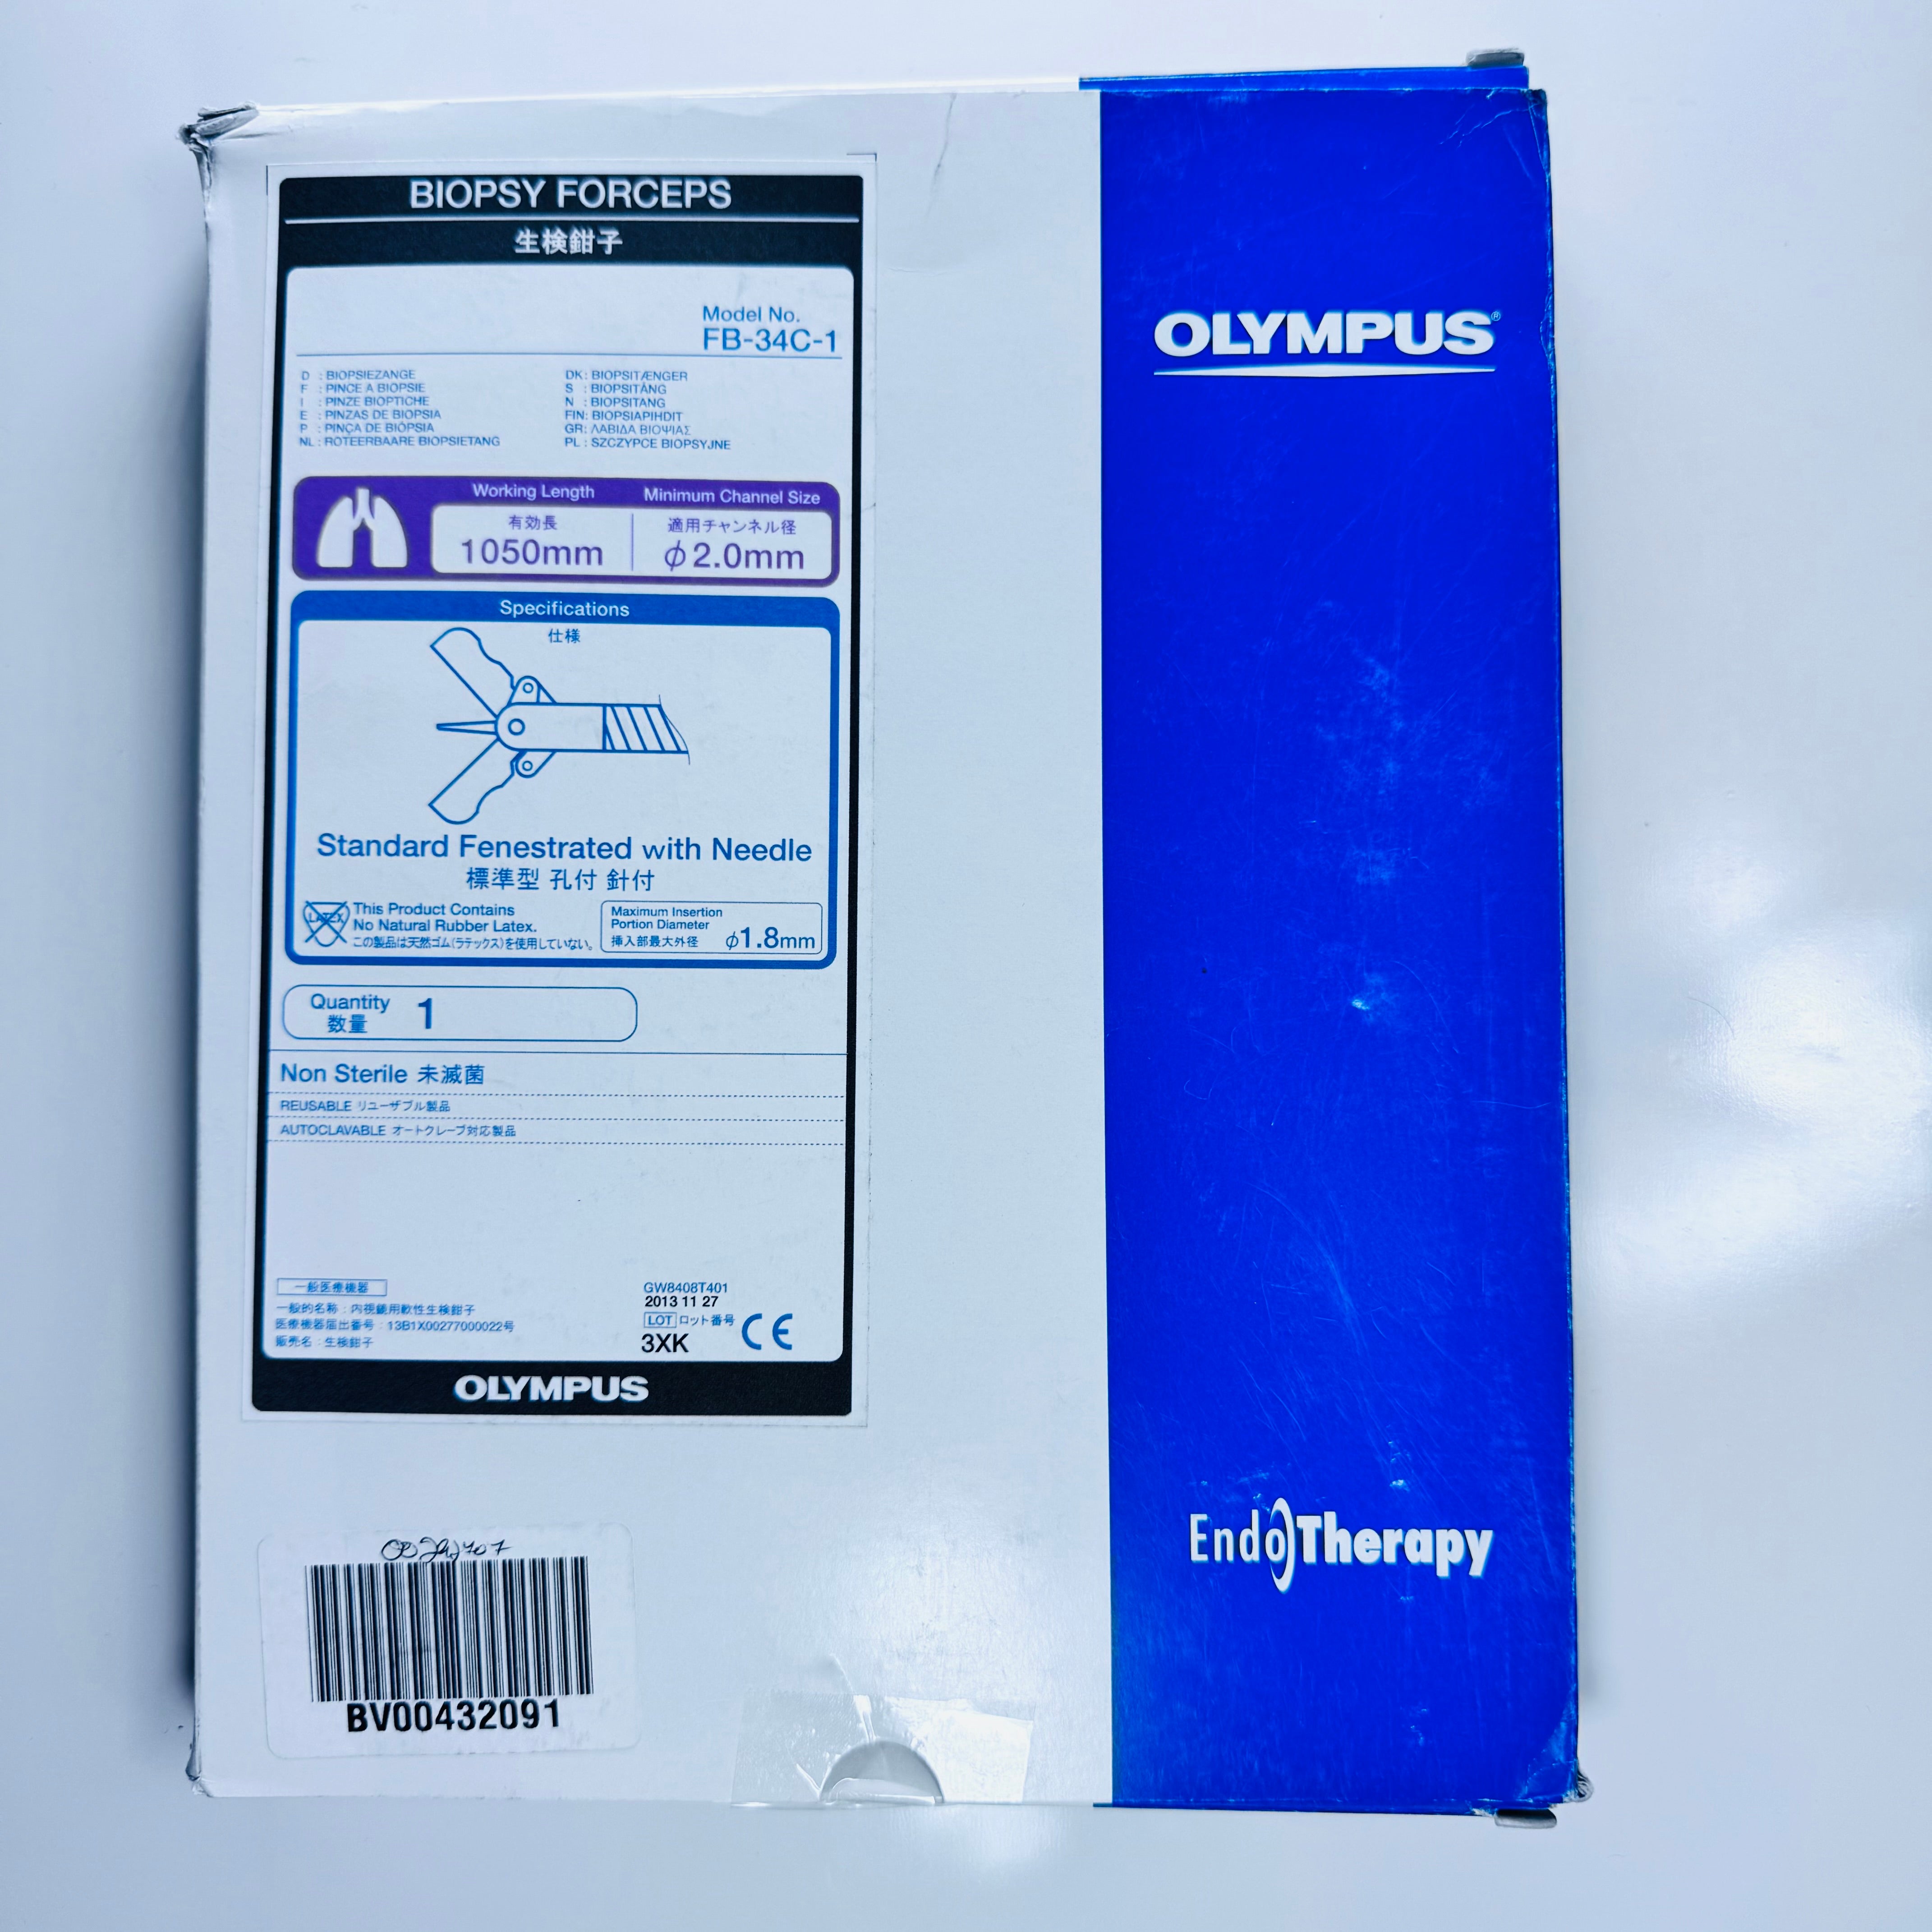 BIOPSY FORCEPS
生検鉗子
Model No.
FB-34C-1
D : BIOPSIEZANGE
F : PINCE A BIOPSIE
I : PINZE BIOPTICHE
E : PINZAS DE BIOPSIA
P : PINÇA DE BIÓPSIA
NL : ROTEERBAARE BIOPSIETANG
DK: BIOPSITÆNGER
S : BIOPSITÅNG
N : BIOPSITANG
FIN: BIOPSIAPIHDIT
GR: ΛΑΒΙΔΑ ΒΙΟΨΙΑΣ
PL : SZCZYPCE BIOPSYJNE
Working Length
有効長
1050mm
Minimum Channel Size
適用チャンネル径
φ2.0mm
Specifications
仕様
Standard Fenestrated with Needle
標準型 孔付 針付
LATEX
This Product Contains
No Natural Rubber Latex.
この製品は天然ゴム(ラテックス)を使用していない。
Maximum Insertion
Portion Diameter
挿入部最大外径 φ1.8mm
Quantity
数量
1
Non Sterile 未滅菌
REUSABLE リユーザブル製品
AUTOCLAVABLE オートクレーブ対応製品
一般医療機器
一般的名称 : 内視鏡用軟性生検鉗子
医療機器届出番号 : 13B1X00277000022号
販売名 : 生検鉗子
GW8408T401
2013 11 27
LOT ロット番号
3XK
CE
OLYMPUS
BV00432091
OLYMPUS®
EndoTherapy